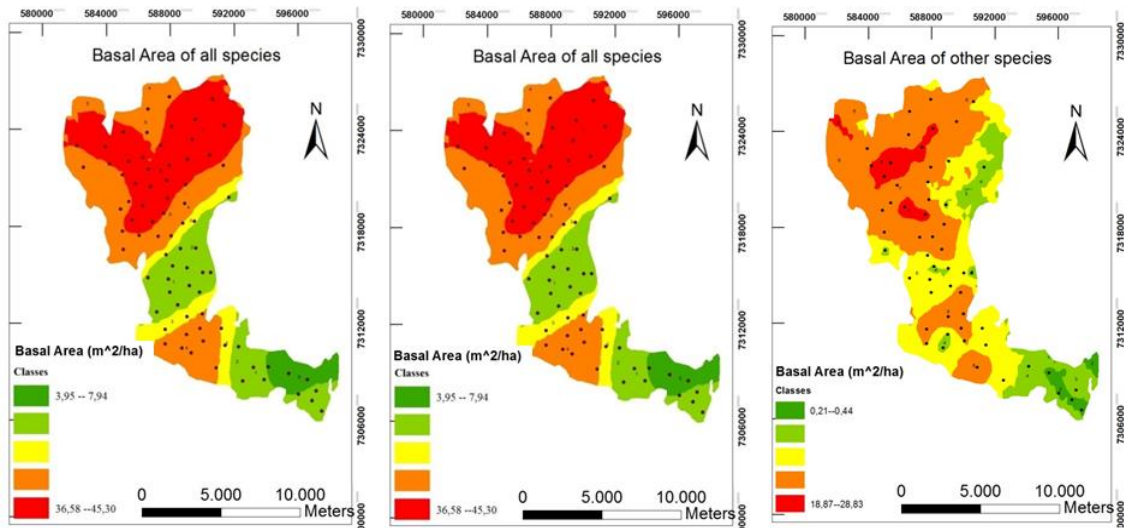 580000 584000 588000 592000 596000
Basal Area of all species
N
7330000
7324000
7318000
7312000
7306000
Basal Area (m^2/ha)
Classes
3,95 -- 7,94
36,58 --45,30
0 5.000 10.000
Meters
580000 584000 588000 592000 596000
Basal Area of all species
N
7330000
7324000
7318000
7312000
7306000
Basal Area (m^2/ha)
Classes
3,95 -- 7,94
36,58 --45,30
0 5.000 10.000
Meters
580000 584000 588000 592000 596000
Basal Area of other species
N
7330000
7324000
7318000
7312000
7306000
Basal Area (m^2/ha)
Classes
0,21--0,44
18,87--28,83
0 5.000 10.000
Meters